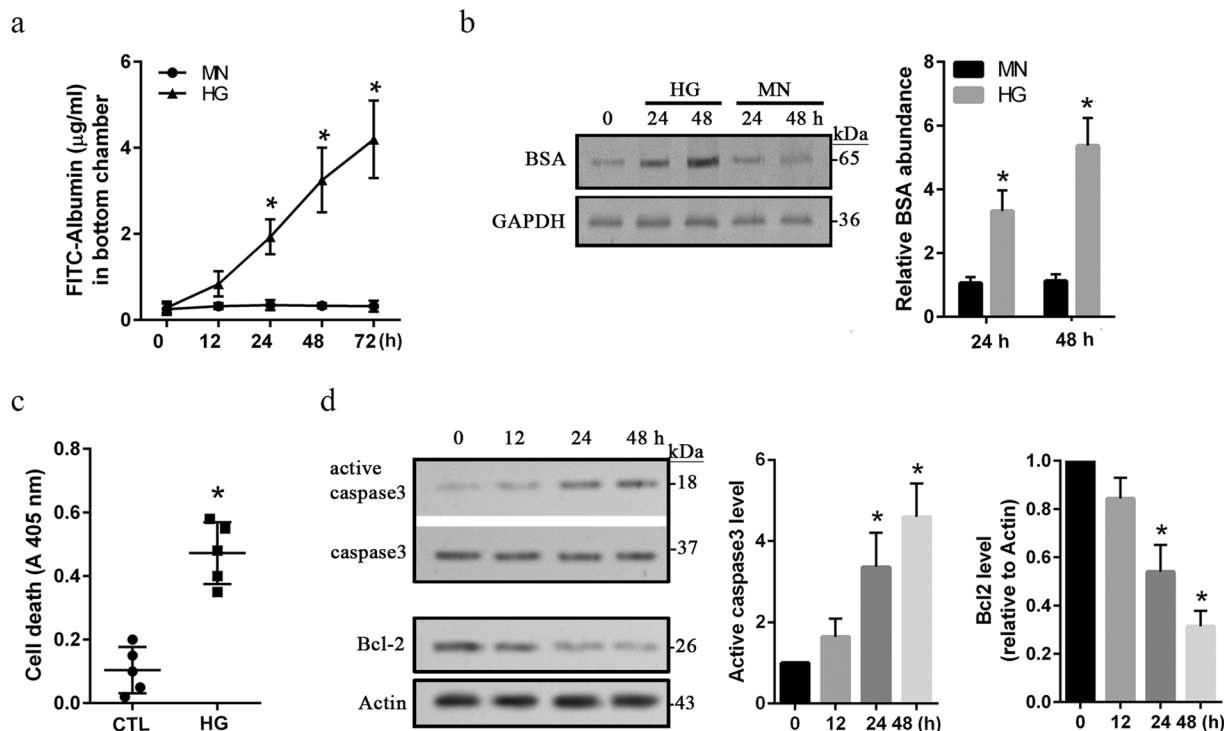 a
MN
HG
FITC-Albumin (μg/ml)
in bottom chamber
6
4
2
0
*
*
*
0 12 24 48 72(h)
b
HG MN
0 24 48 24 48 h
kDa
BSA -65
GAPDH -36
MN
HG
Relative BSA abundance
8
6
4
2
0
*
*
24 h 48 h
c
Cell death (A 405 nm)
0.8
0.6
0.4
0.2
0.0
*
CTL HG
d
0 12 24 48 h
kDa
active
caspase3 -18
caspase3 -37
Bcl-2 -26
Actin -43
Active caspase3 level
6
4
2
0
*
*
0 12 24 48 (h)
Bcl2 level
(relative to Actin)
1.0
0.8
0.6
0.4
0.2
0.0
*
*
0 12 24 48 (h)